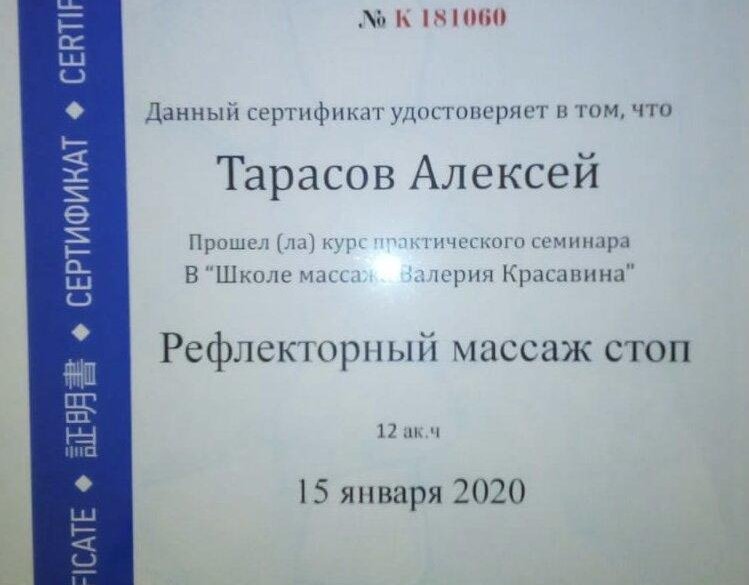 № К 181060
Данный сертификат удостоверяет в том, что
Тарасов Алексей
Прошел (ла) курс практического семинара
В "Школе массажа Валерия Красавина"
Рефлекторный массаж стоп
12 ак.ч
15 января 2020
FICATE ◆ 証明書 ◆ СЕРТИФИКАТ ◆ CERTIF